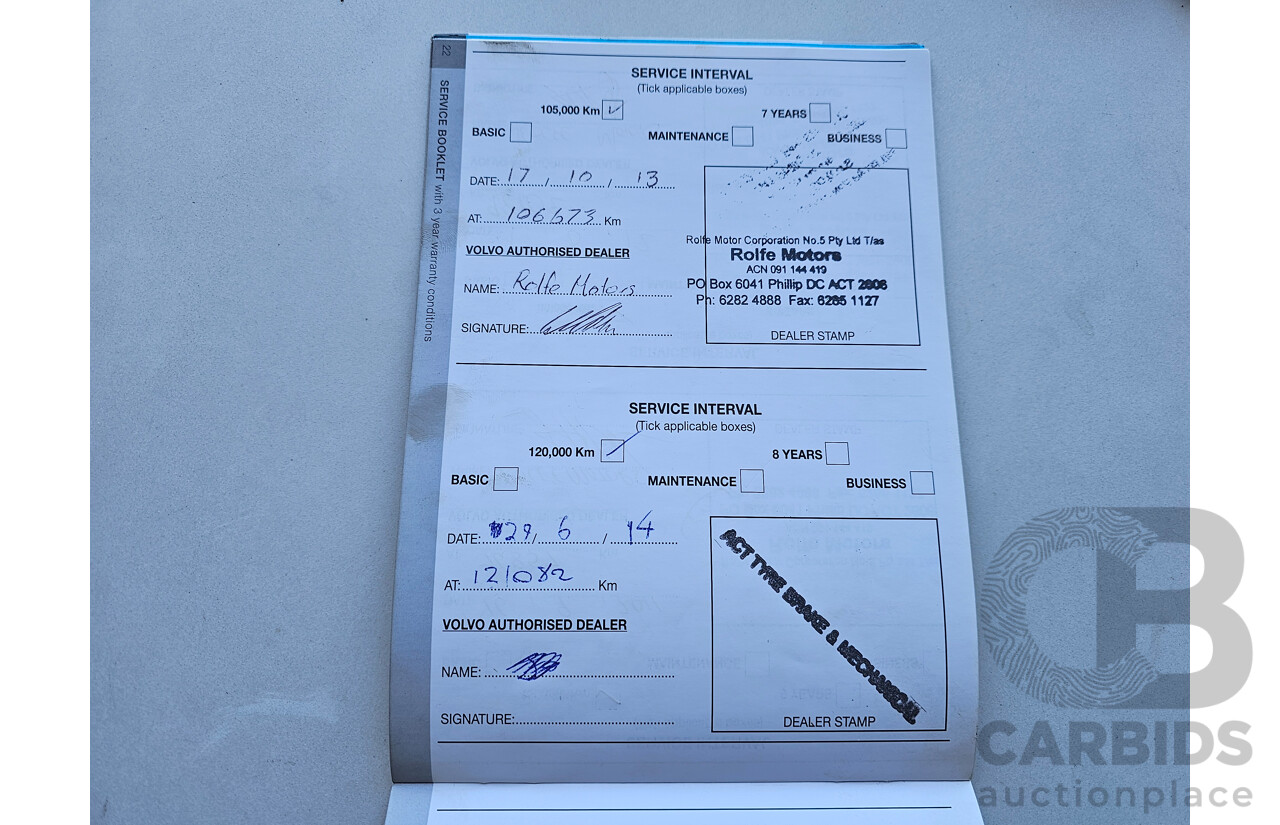 22
SERVICE BOOKLET with 3 year warranty conditions
SERVICE INTERVAL
(Tick applicable boxes)
105,000 Km
7 YEARS
BASIC
MAINTENANCE
BUSINESS
DATE: 17 / 10 / 13
AT: 106673 Km
VOLVO AUTHORISED DEALER
NAME: Rolfe Motors
SIGNATURE:
Rolfe Motor Corporation No.5 Pty Ltd T/as
Rolfe Motors
ACN 091 144 419
PO Box 6041 Phillip DC ACT 2606
Ph: 6282 4888 Fax: 6285 1127
DEALER STAMP
SERVICE INTERVAL
(Tick applicable boxes)
120,000 Km
8 YEARS
BASIC
MAINTENANCE
BUSINESS
DATE: 29 / 6 / 14
AT: 121082 Km
VOLVO AUTHORISED DEALER
NAME:
SIGNATURE:
ACT TYRE BRAKE & MECHANICAL
DEALER STAMP
CB
CARBIDS
auctionplace